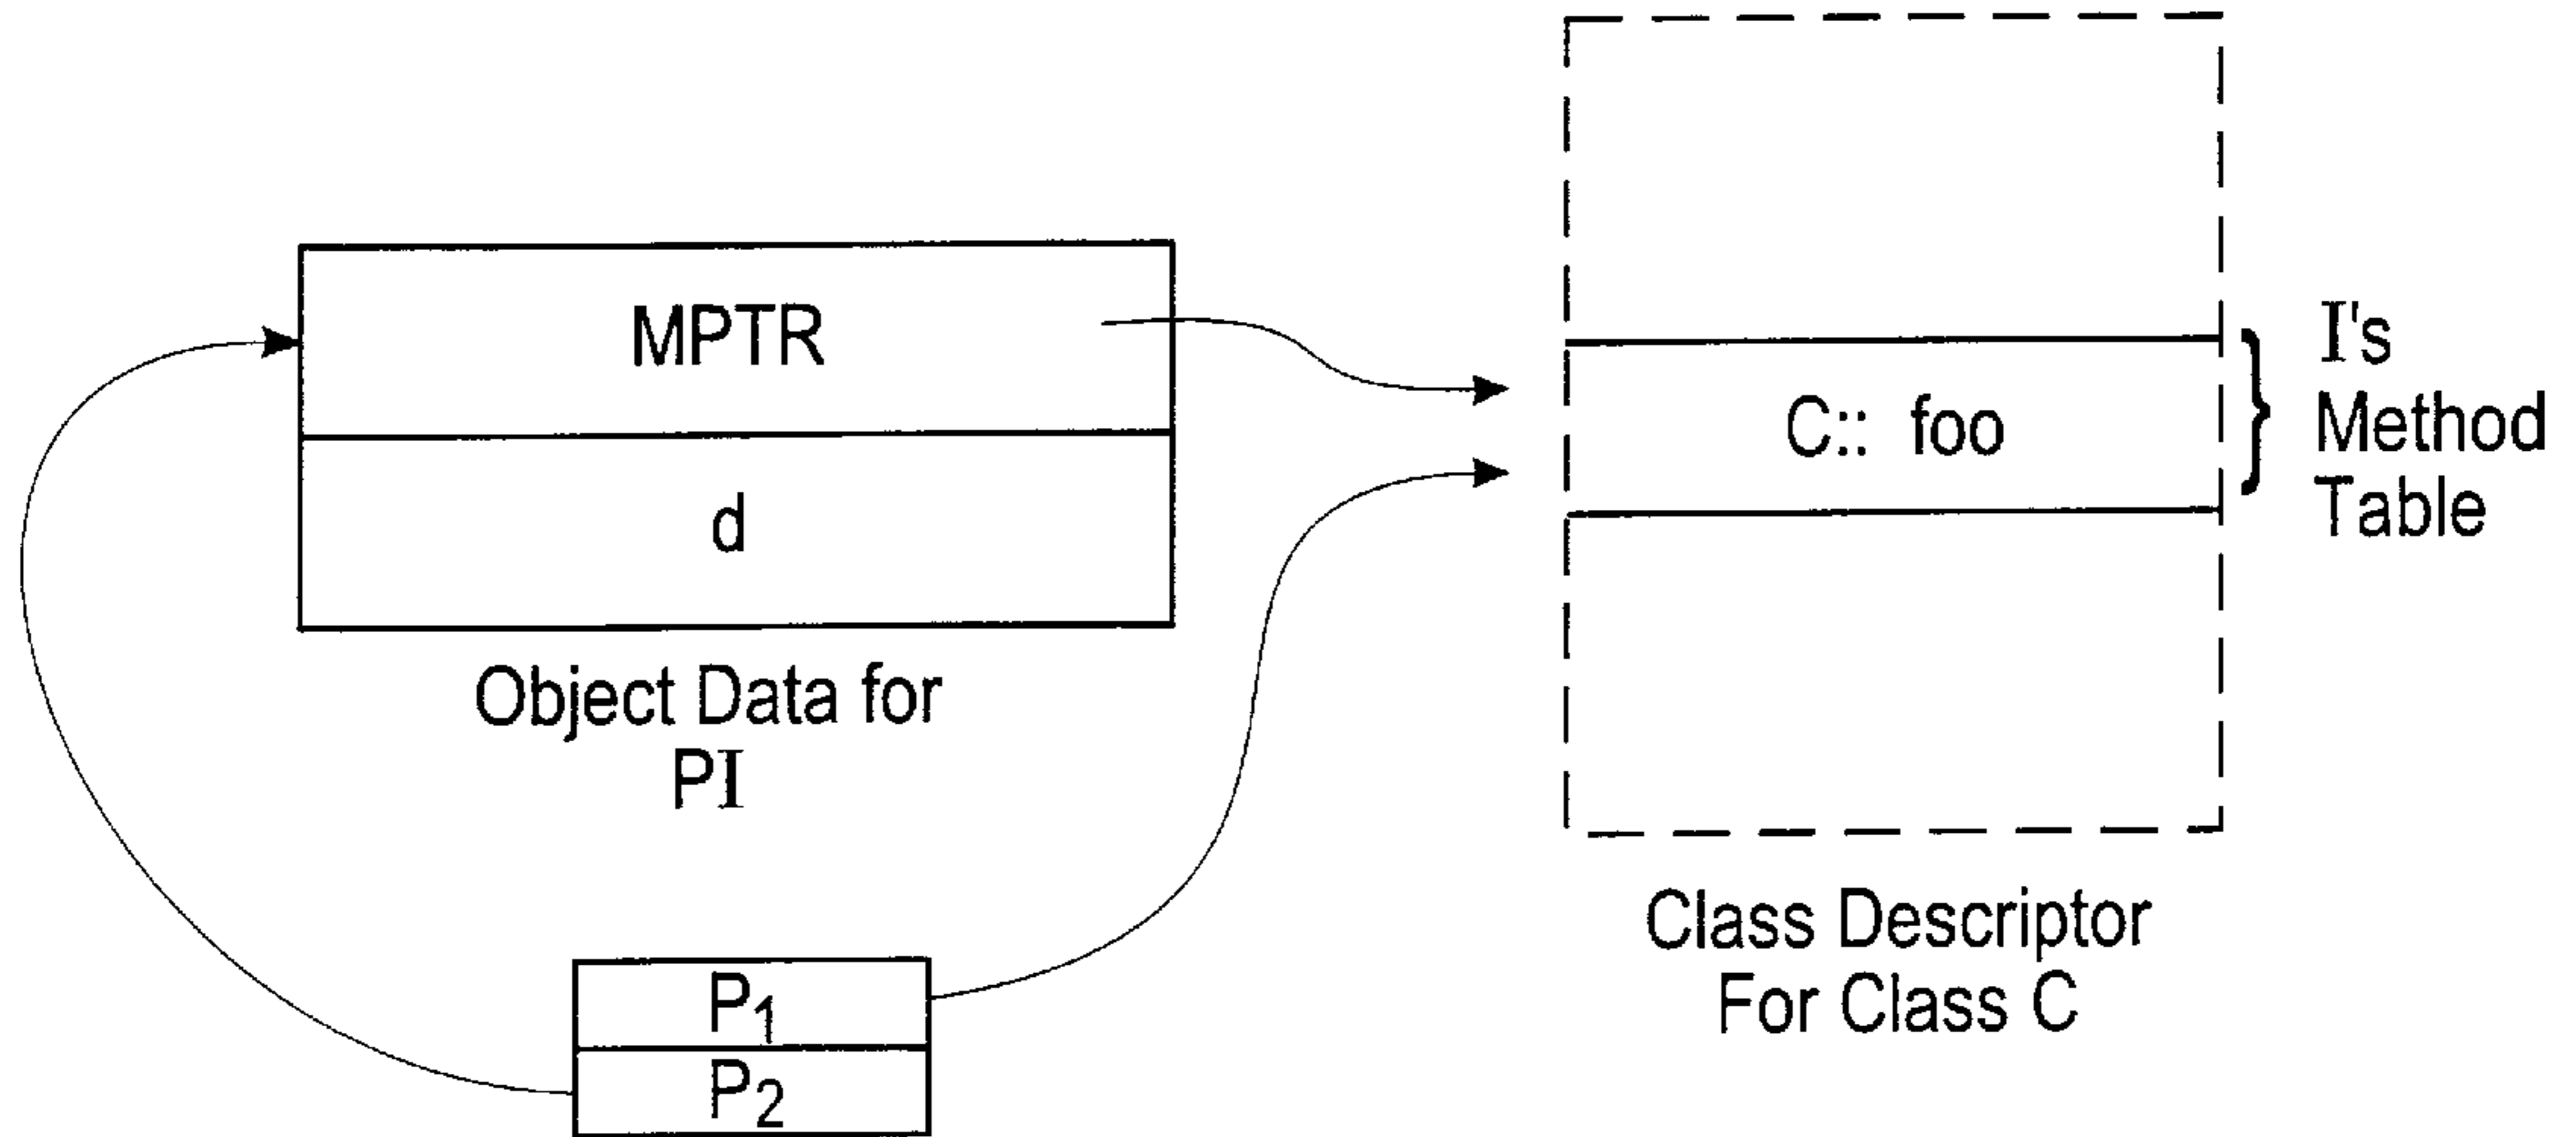 MPTR
d
Object Data for
PI
P1
P2
C:: foo
I's
Method
Table
Class Descriptor
For Class C